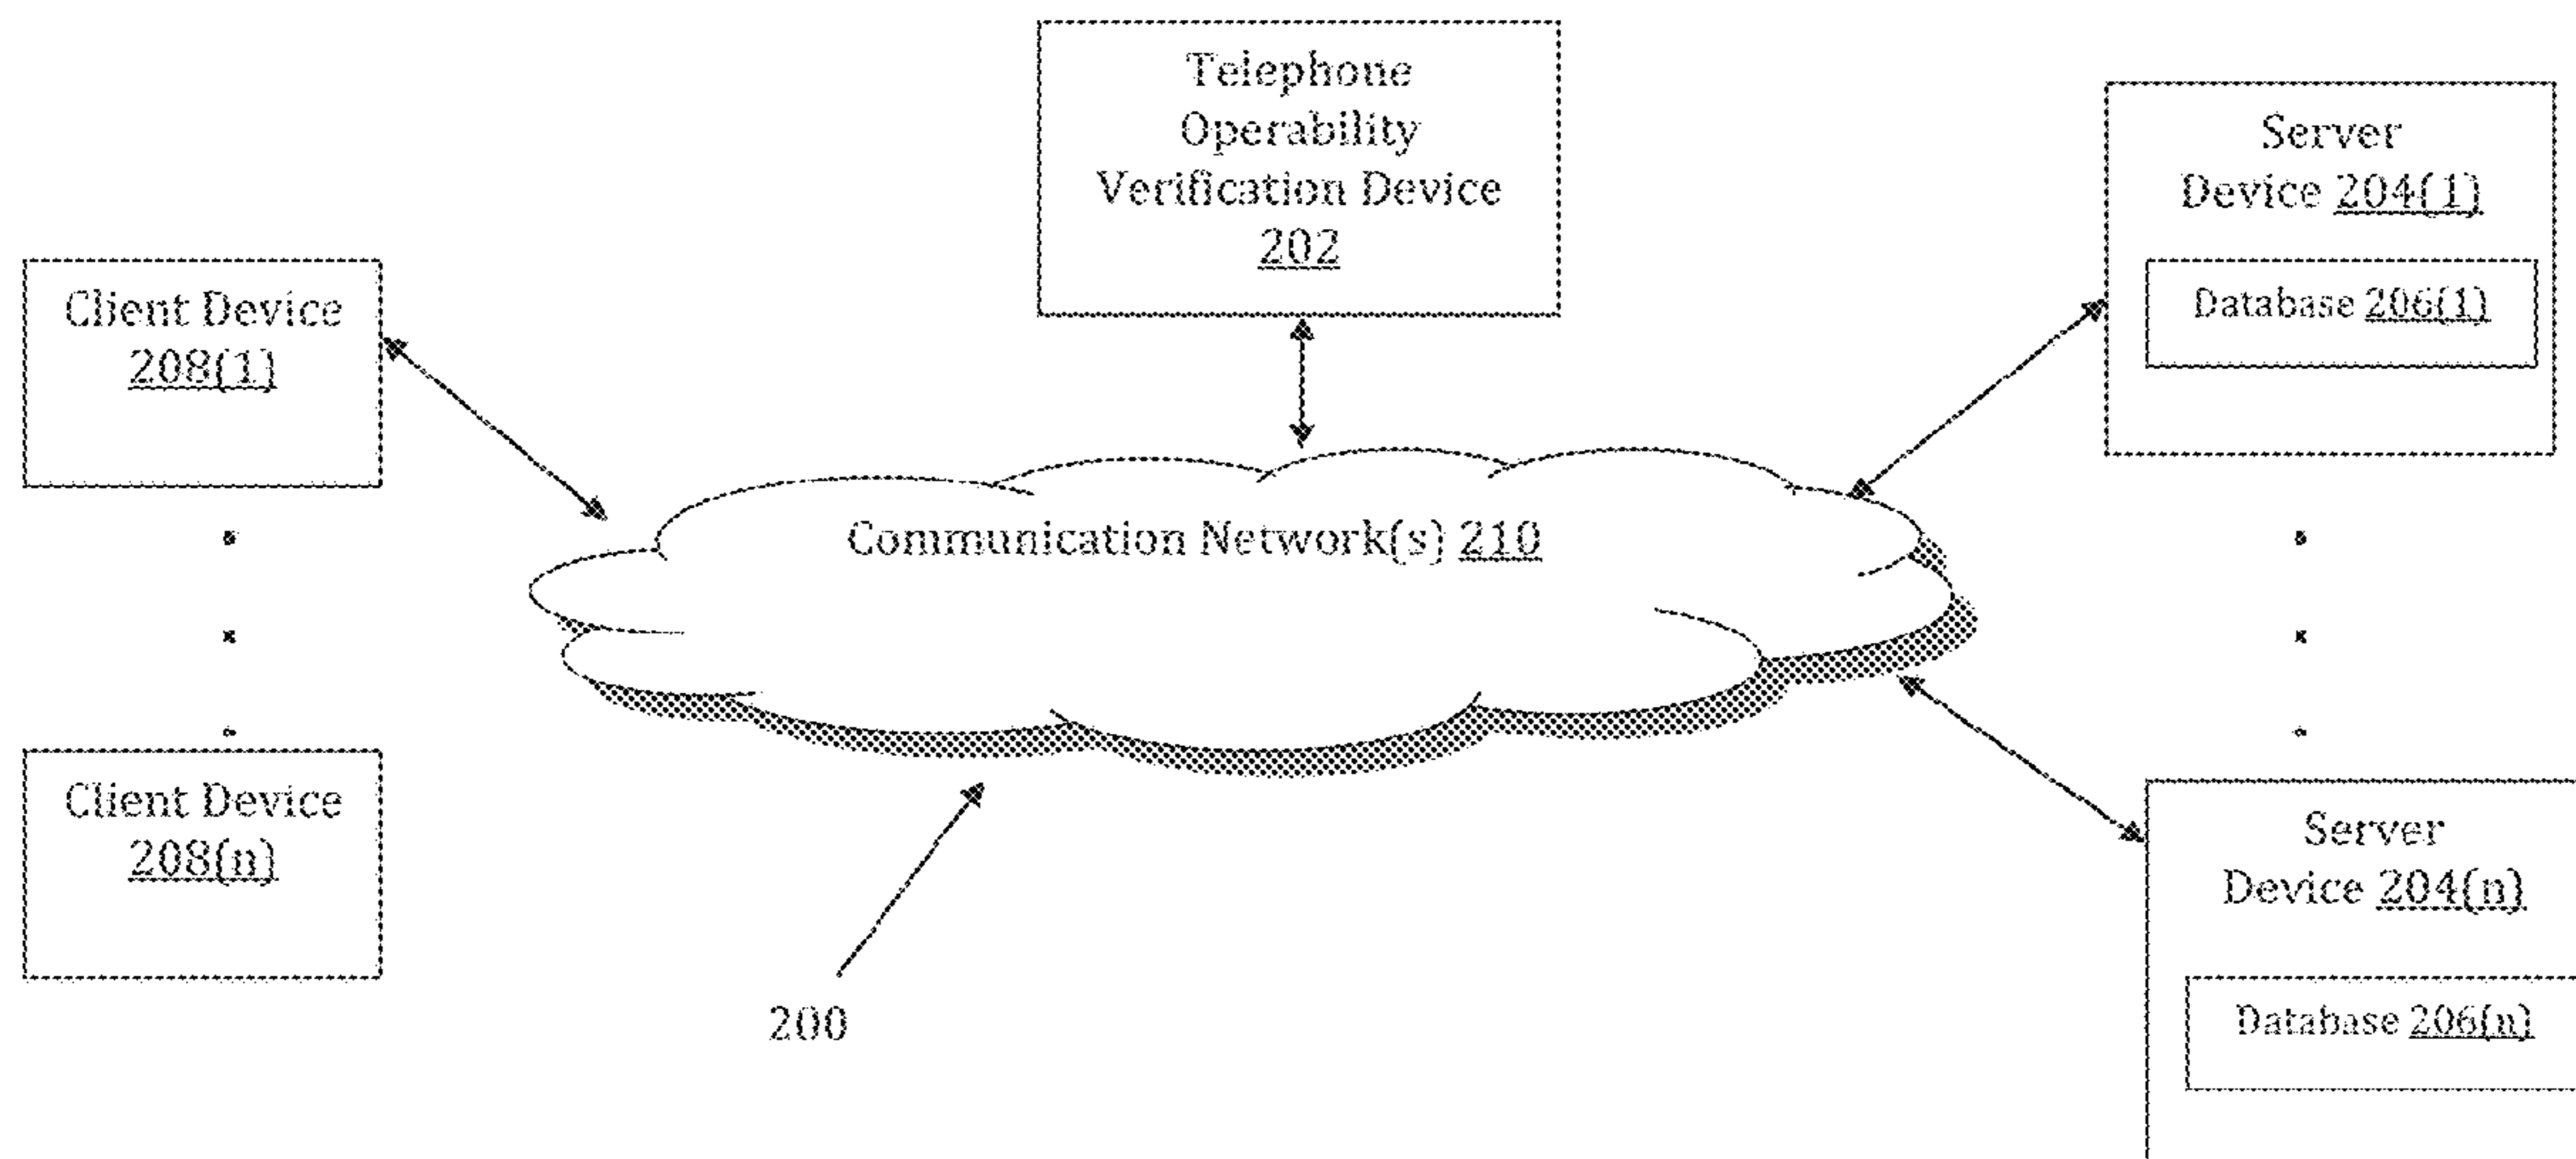 Telephone
Operability
Verification Device
202
Server
Device 204(1)
Database 206(1)
Client Device
208(1)
Communication Network(s) 210
Client Device
208(n)
Server
Device 204(n)
Database 206(n)
200